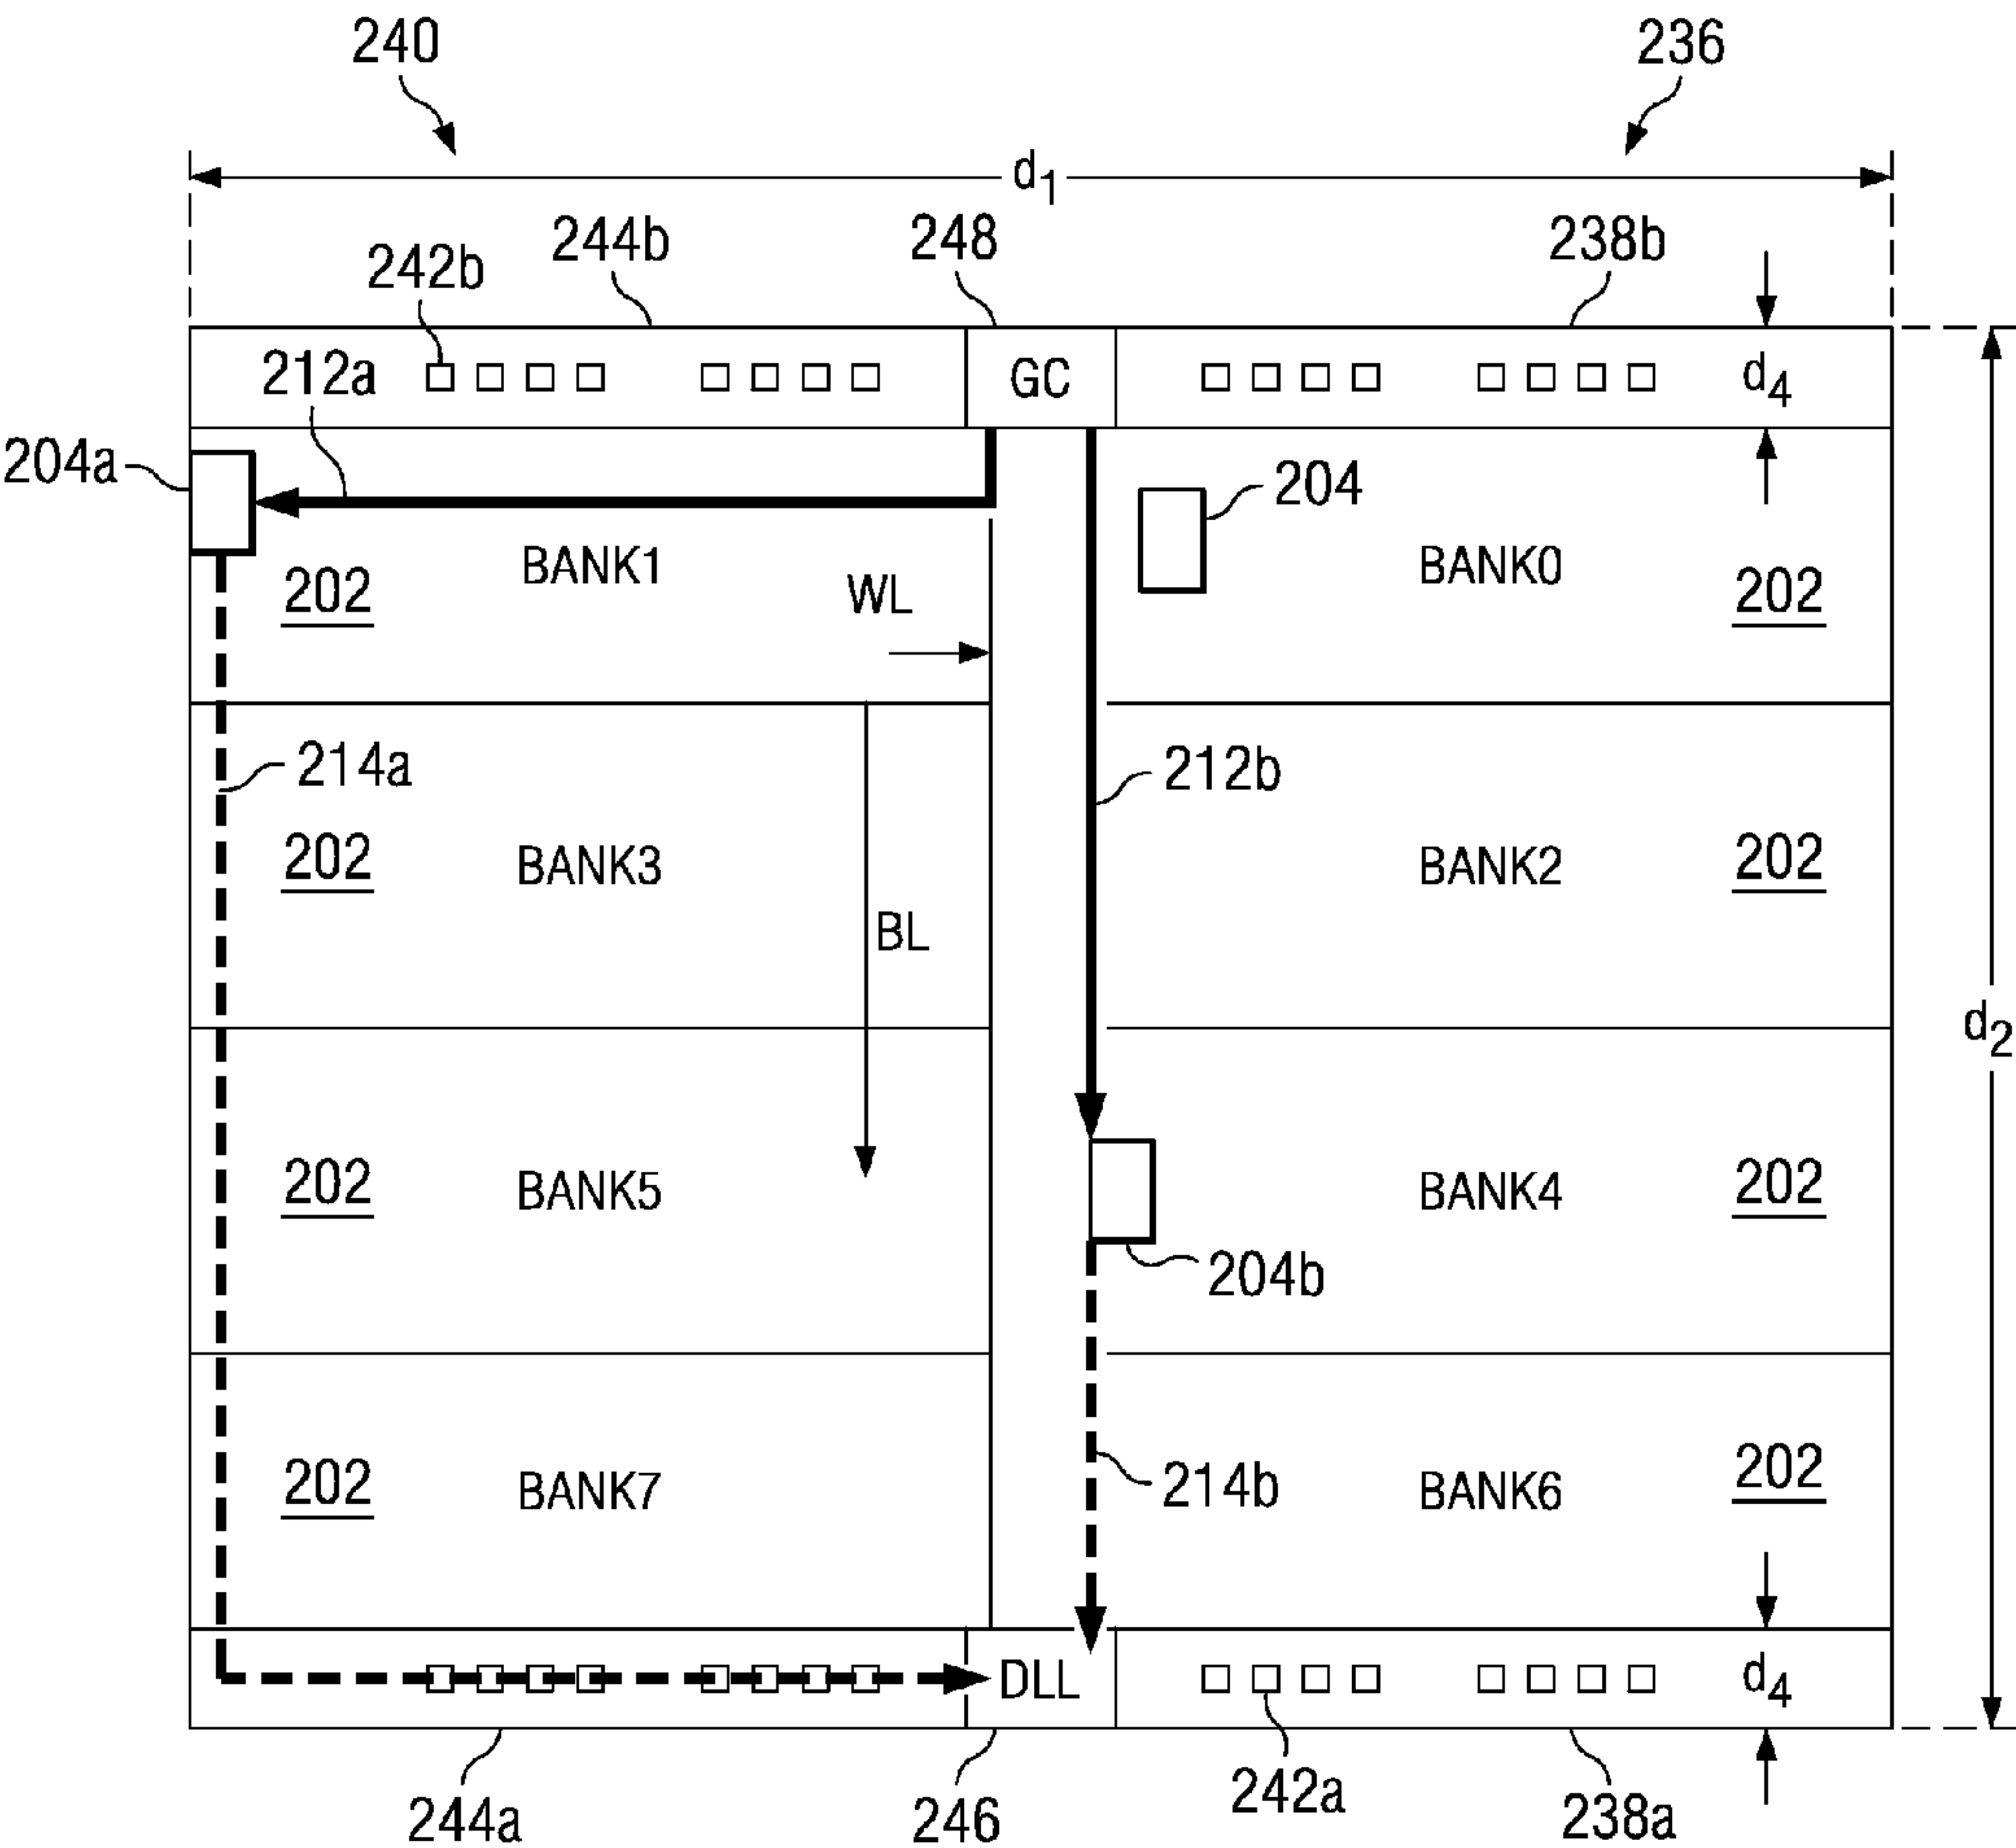 240 236
d1
242b 244b 248 238b
212a GC d4
204a 204
BANK1 BANK0
202 WL 202
214a 212b
202 BANK3 BANK2 202
BL
d2
202 BANK5 BANK4 202
204b
202 BANK7 214b BANK6 202
DLL d4
244a 246 242a 238a